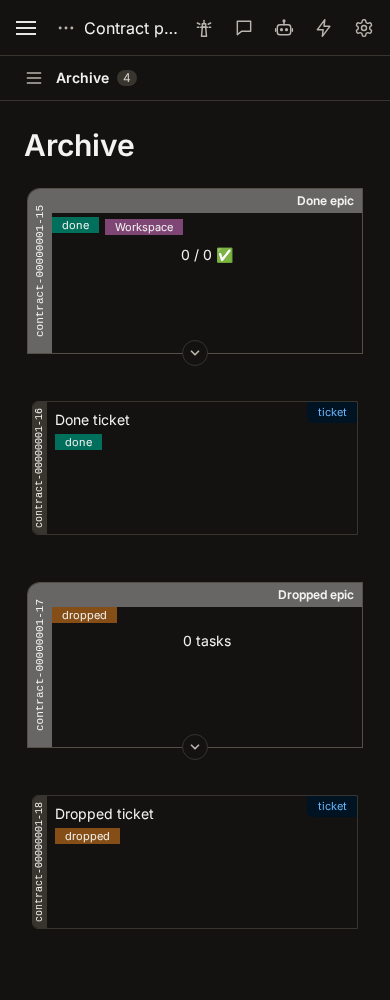 Contract p...
Archive 4
Archive
contract-00000001-15
Done epic
done Workspace
0 / 0 ✅
contract-00000001-16
ticket
Done ticket
done
contract-00000001-17
Dropped epic
dropped
0 tasks
contract-00000001-18
ticket
Dropped ticket
dropped